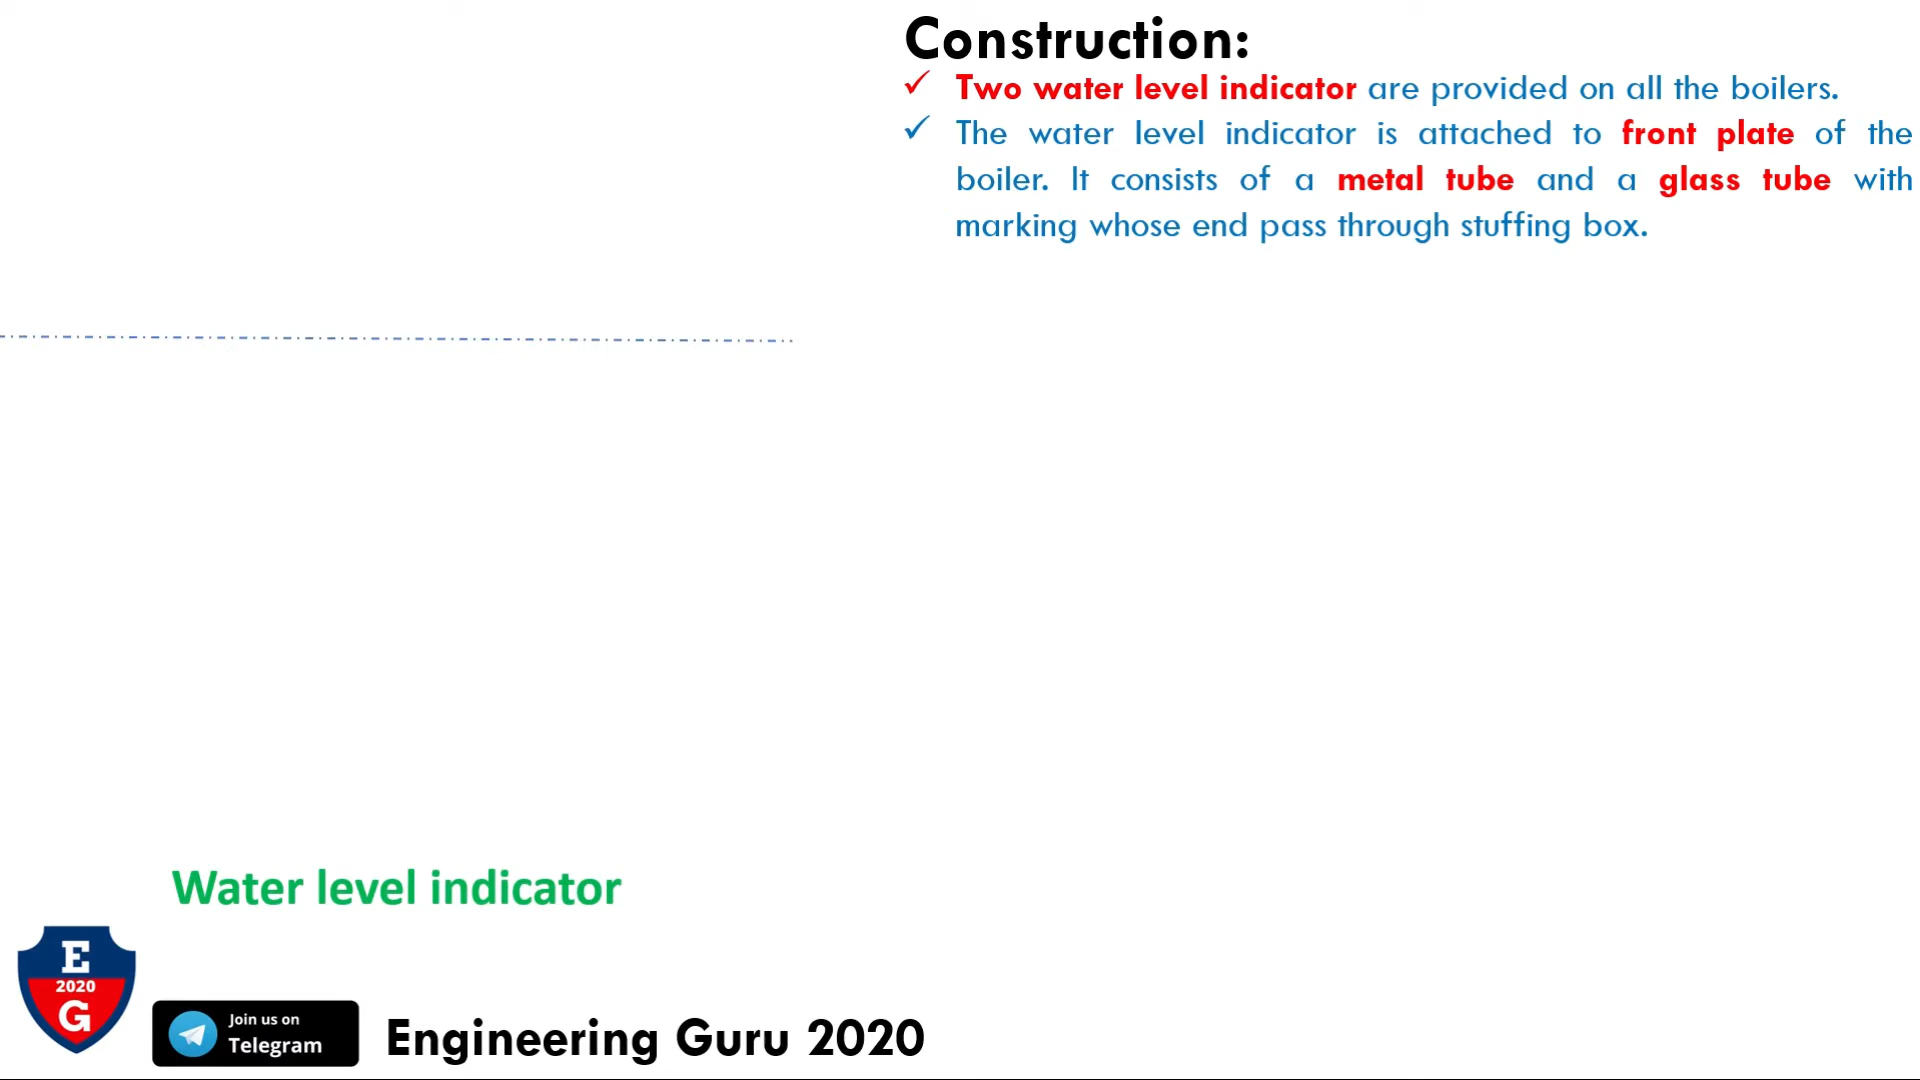 Construction:
✓ Two water level indicator are provided on all the boilers.
✓ The water level indicator is attached to front plate of the
boiler. It consists of a metal tube and a glass tube with
marking whose end pass through stuffing box.
Water level indicator
E
2020
G
Join us on
Telegram
Engineering Guru 2020